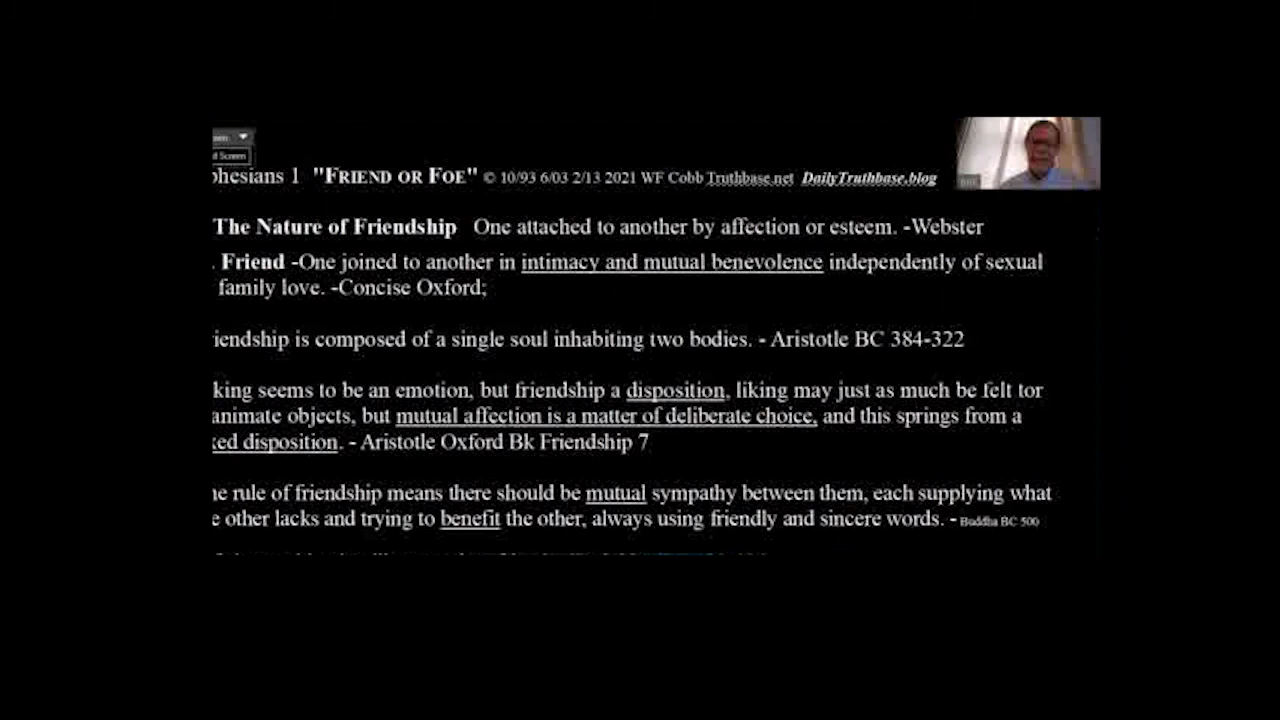 phesians 1 "FRIEND OR FOE" © 10/93 6/03 2/13 2021 WF Cobb Truthbase.net DailyTruthbase.blog
The Nature of Friendship One attached to another by affection or esteem. -Webster
. Friend -One joined to another in intimacy and mutual benevolence independently of sexual
family love. -Concise Oxford;
iendship is composed of a single soul inhabiting two bodies. - Aristotle BC 384-322
king seems to be an emotion, but friendship a disposition, liking may just as much be felt tor
animate objects, but mutual affection is a matter of deliberate choice, and this springs from a
ked disposition. - Aristotle Oxford Bk Friendship 7
he rule of friendship means there should be mutual sympathy between them, each supplying what
e other lacks and trying to benefit the other, always using friendly and sincere words. - Buddha BC 500